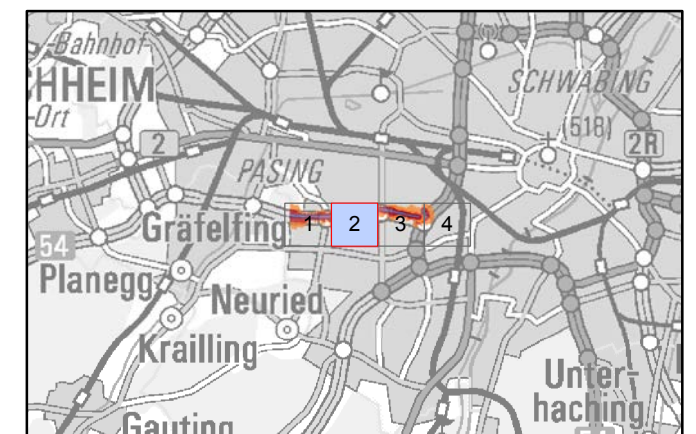 -Bahnhof-
HHEIM
-Ort
SCHWABING
(518)
2
2R
PASING
Gräfelfing
1
2
3
4
54
Planegg
Neuried
Krailling
Unter-
haching
Gauting